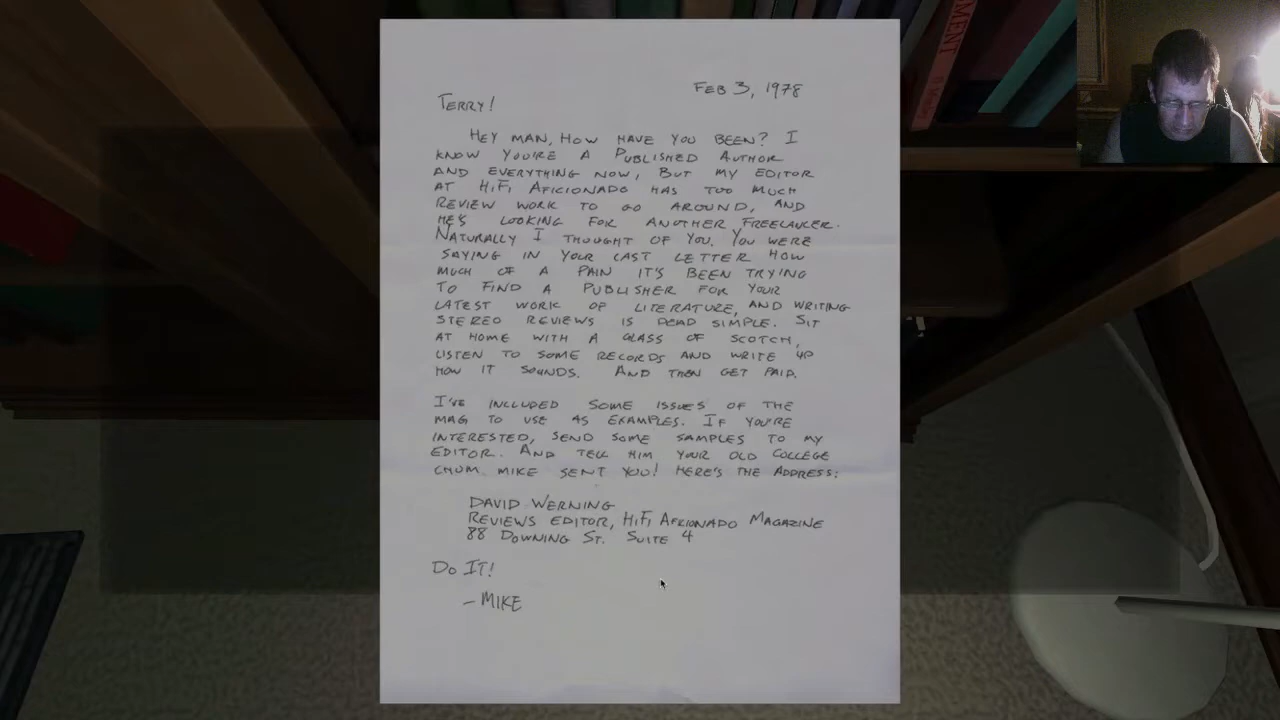 MENT
FEB 3, 1978
TERRY!
HEY MAN, HOW HAVE YOU BEEN? I
KNOW YOU'RE A PUBLISHED AUTHOR
AND EVERYTHING NOW, BUT MY EDITOR
AT HIFI AFICIONADO HAS TOO MUCH
REVIEW WORK TO GO AROUND, AND
HE'S LOOKING FOR ANOTHER FREELANCER.
NATURALLY I THOUGHT OF YOU. YOU WERE
SAYING IN YOUR LAST LETTER HOW
MUCH OF A PAIN IT'S BEEN TRYING
TO FIND A PUBLISHER FOR YOUR
LATEST WORK OF LITERATURE, AND WRITING
STEREO REVIEWS IS DEAD SIMPLE. SIT
AT HOME WITH A GLASS OF SCOTCH,
LISTEN TO SOME RECORDS AND WRITE UP
HOW IT SOUNDS. AND THEN GET PAID.
I'VE INCLUDED SOME ISSUES OF THE
MAG TO USE AS EXAMPLES. IF YOU'RE
INTERESTED, SEND SOME SAMPLES TO MY
EDITOR. AND TELL HIM YOUR OLD COLLEGE
CHUM MIKE SENT YOU! HERE'S THE ADDRESS:
DAVID WERNING
REVIEWS EDITOR, HIFI AFICIONADO MAGAZINE
88 DOWNING ST. SUITE 4
DO IT!
- MIKE